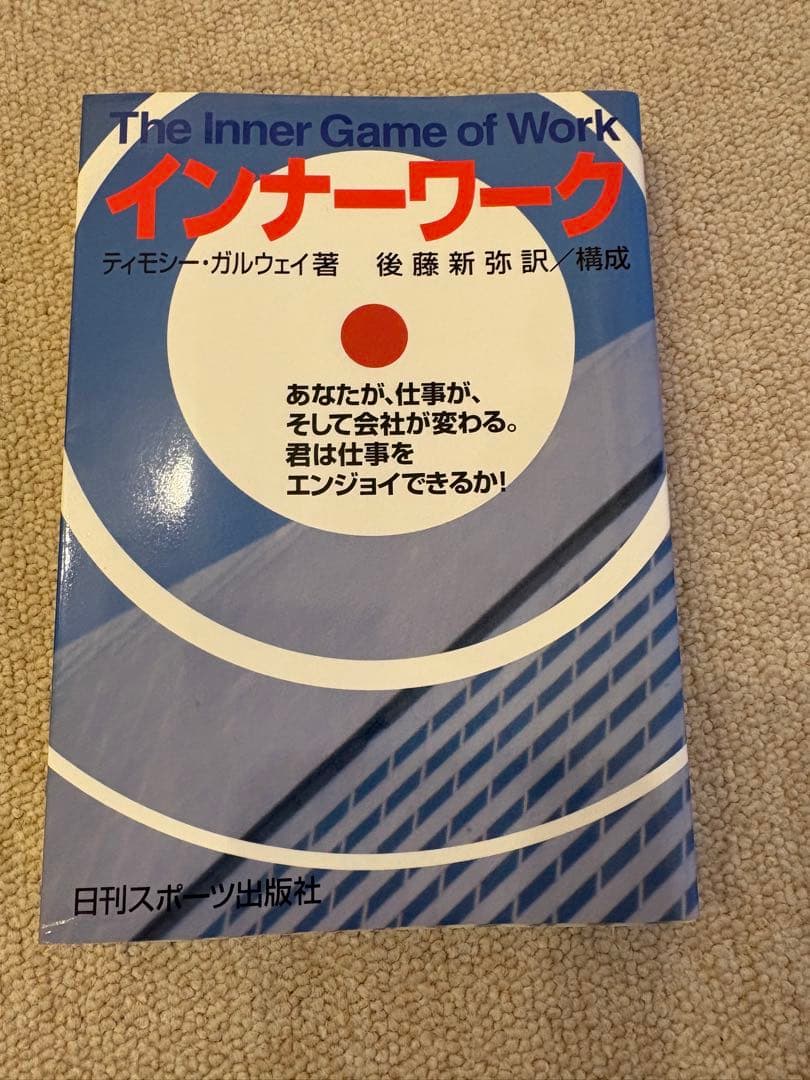 The Inner Game of Work
インナーワーク
ティモシー・ガルウェイ著 後藤新弥訳／構成
あなたが、仕事が、
そして会社が変わる。
君は仕事を
エンジョイできるか!
日刊スポーツ出版社